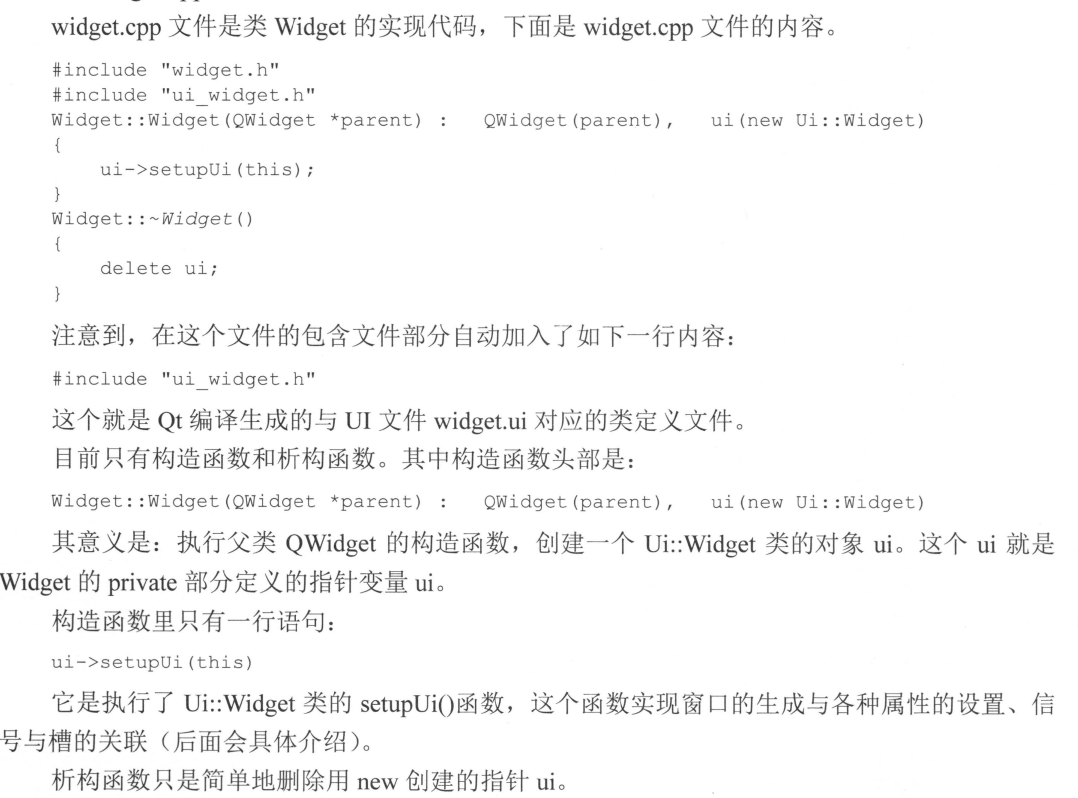 widget.cpp 文件是类 Widget 的实现代码，下面是 widget.cpp 文件的内容。
#include "widget.h"
#include "ui_widget.h"
Widget::Widget(QWidget *parent) :   QWidget(parent),   ui(new Ui::Widget)
{
    ui->setupUi(this);
}
Widget::~Widget()
{
    delete ui;
}
注意到，在这个文件的包含文件部分自动加入了如下一行内容：
#include "ui_widget.h"
这个就是 Qt 编译生成的与 UI 文件 widget.ui 对应的类定义文件。
目前只有构造函数和析构函数。其中构造函数头部是：
Widget::Widget(QWidget *parent) :   QWidget(parent),   ui(new Ui::Widget)
其意义是：执行父类 QWidget 的构造函数，创建一个 Ui::Widget 类的对象 ui。这个 ui 就是
Widget 的 private 部分定义的指针变量 ui。
构造函数里只有一行语句：
ui->setupUi(this)
它是执行了 Ui::Widget 类的 setupUi()函数，这个函数实现窗口的生成与各种属性的设置、信
号与槽的关联（后面会具体介绍）。
析构函数只是简单地删除用 new 创建的指针 ui。